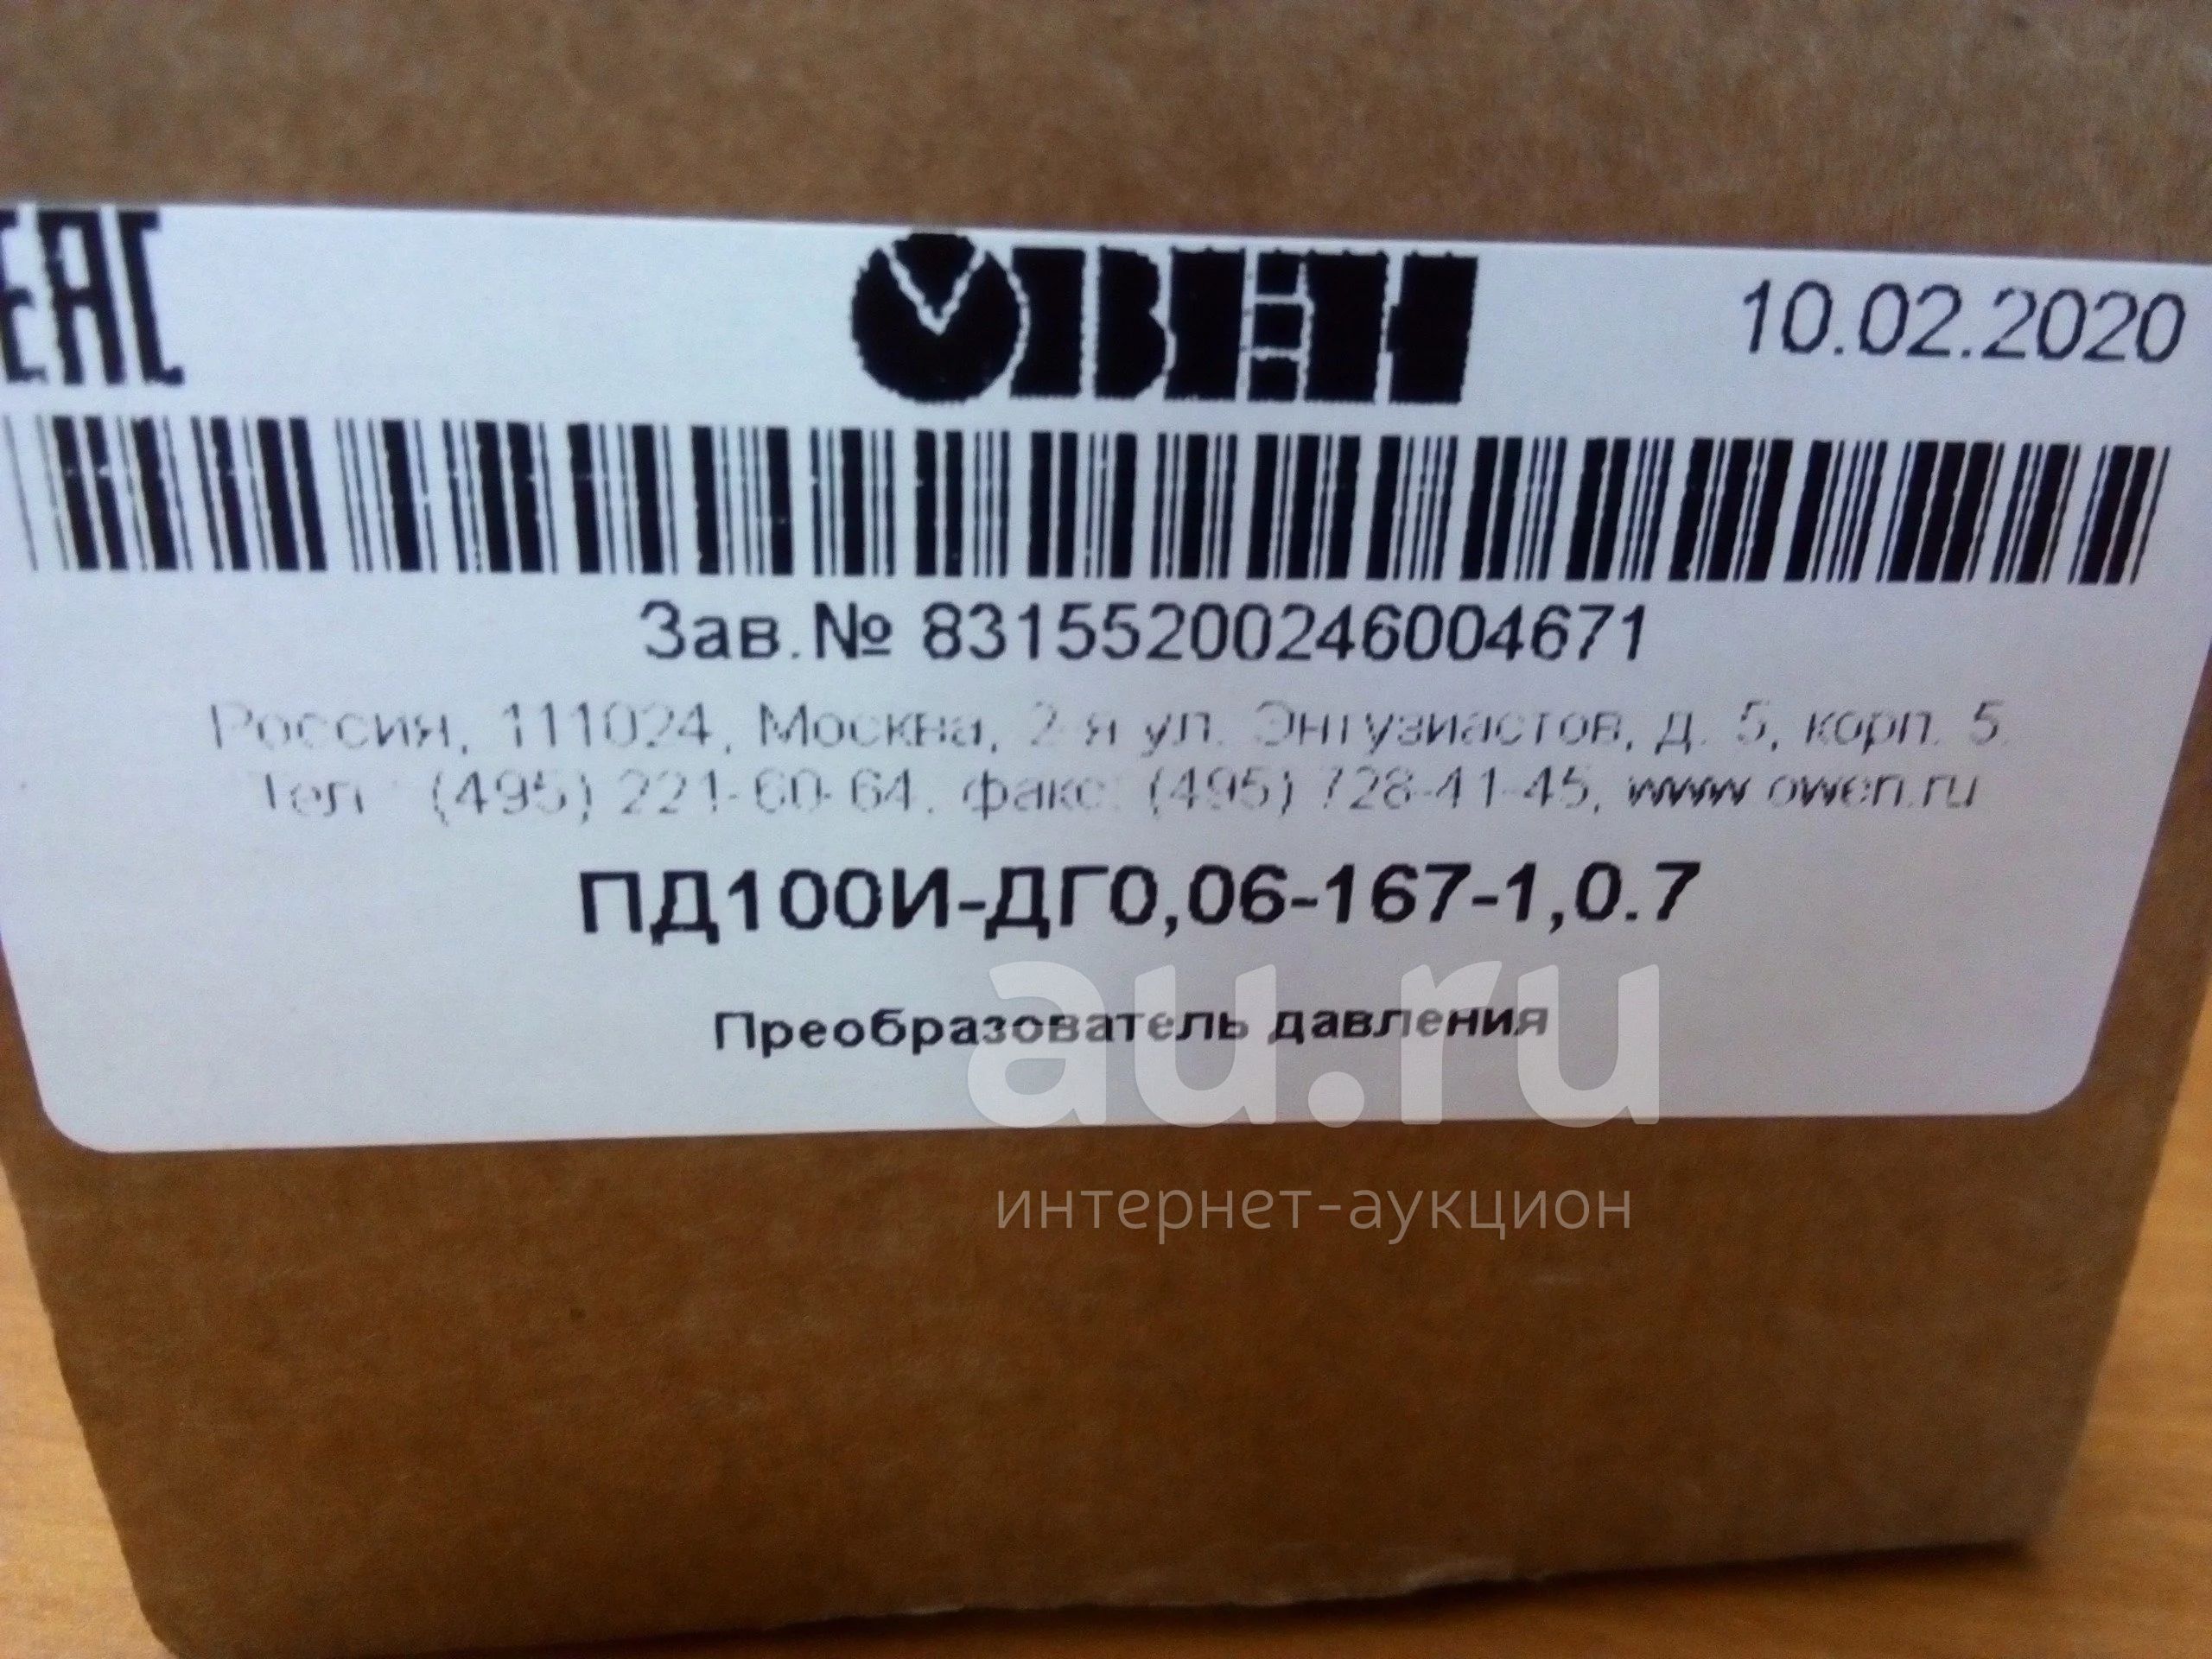 EAC ОВЕН 10.02.2020
Зав.№ 83155200246004671
Россия, 111024, Москва, 2-я ул. Энтузиастов, д. 5, корп. 5.
Тел.: (495) 221-60-64, факс: (495) 728-41-45, www.owen.ru
ПД100И-ДГ0,06-167-1,0.7
Преобразователь давления
au.ru
интернет-аукцион